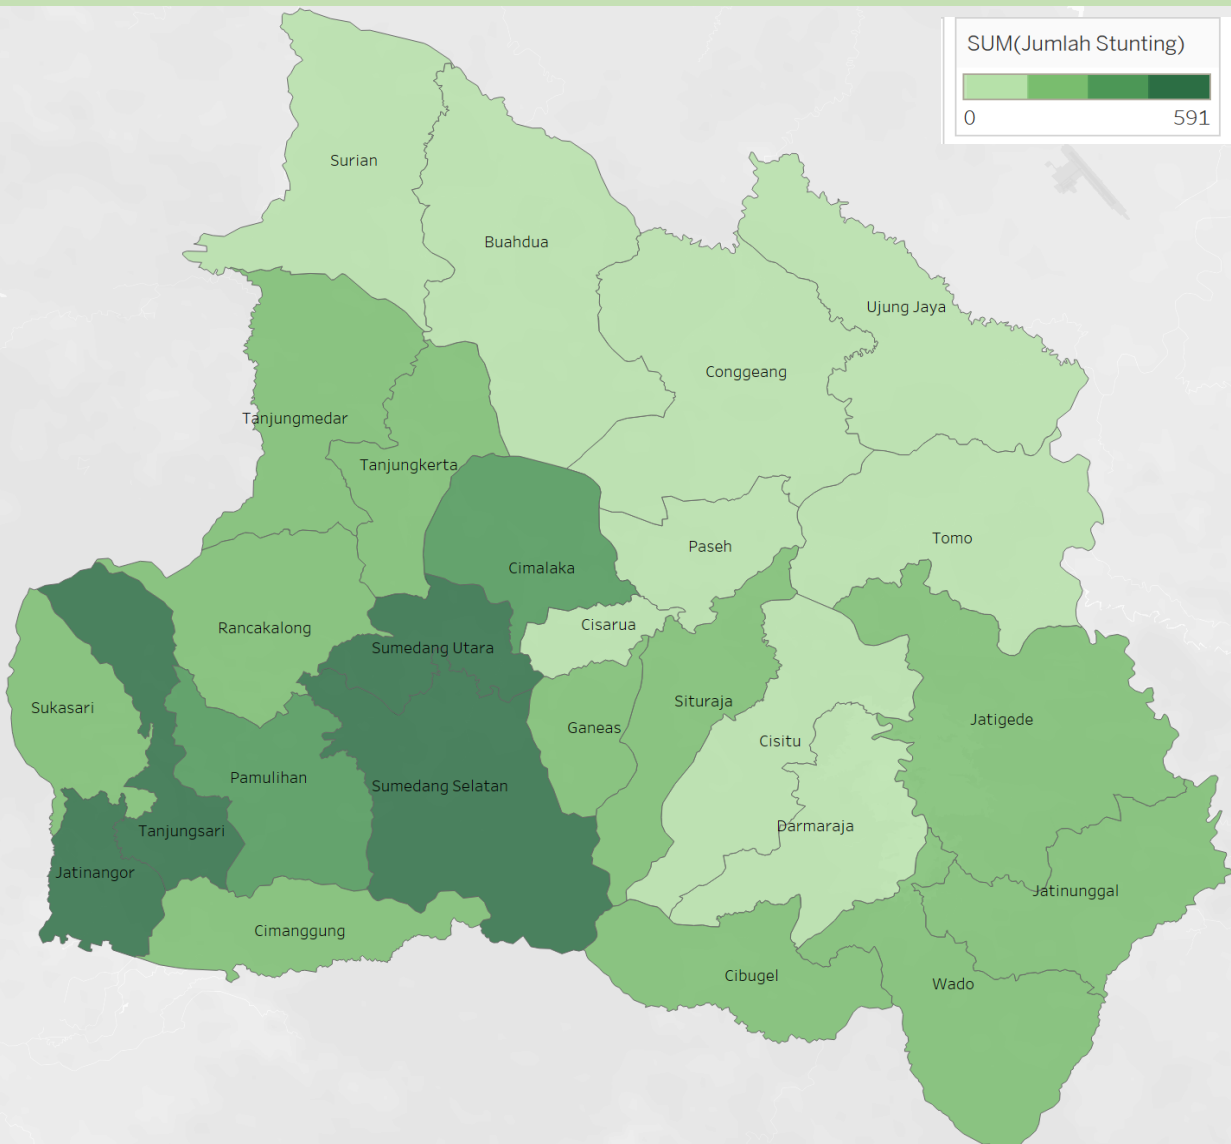 SUM(Jumlah Stunting)
0 591
Surian
Buahdua
Ujung Jaya
Conggeang
Tanjungmedar
Tanjungkerta
Tomo
Paseh
Cimalaka
Cisarua
Rancakalong
Sumedang Utara
Situraja
Sukasari
Jatigede
Ganeas
Cisitu
Pamulihan
Sumedang Selatan
Darmaraja
Tanjungsari
Jatinangor
Jatinunggal
Cimanggung
Cibugel
Wado